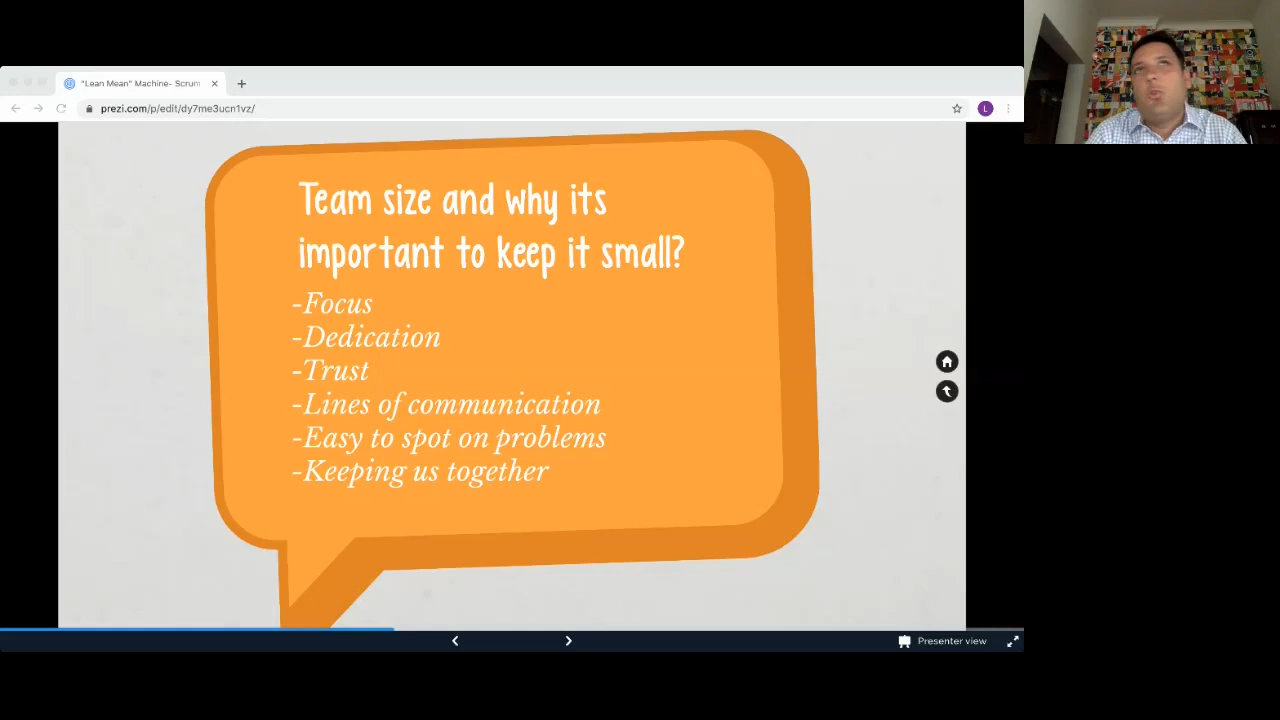 "Lean Mean" Machine- Scrum
prezi.com/p/edit/dy7me3ucn1vz/
L
Team size and why its
important to keep it small?
-Focus
-Dedication
-Trust
-Lines of communication
-Easy to spot on problems
-Keeping us together
Presenter view